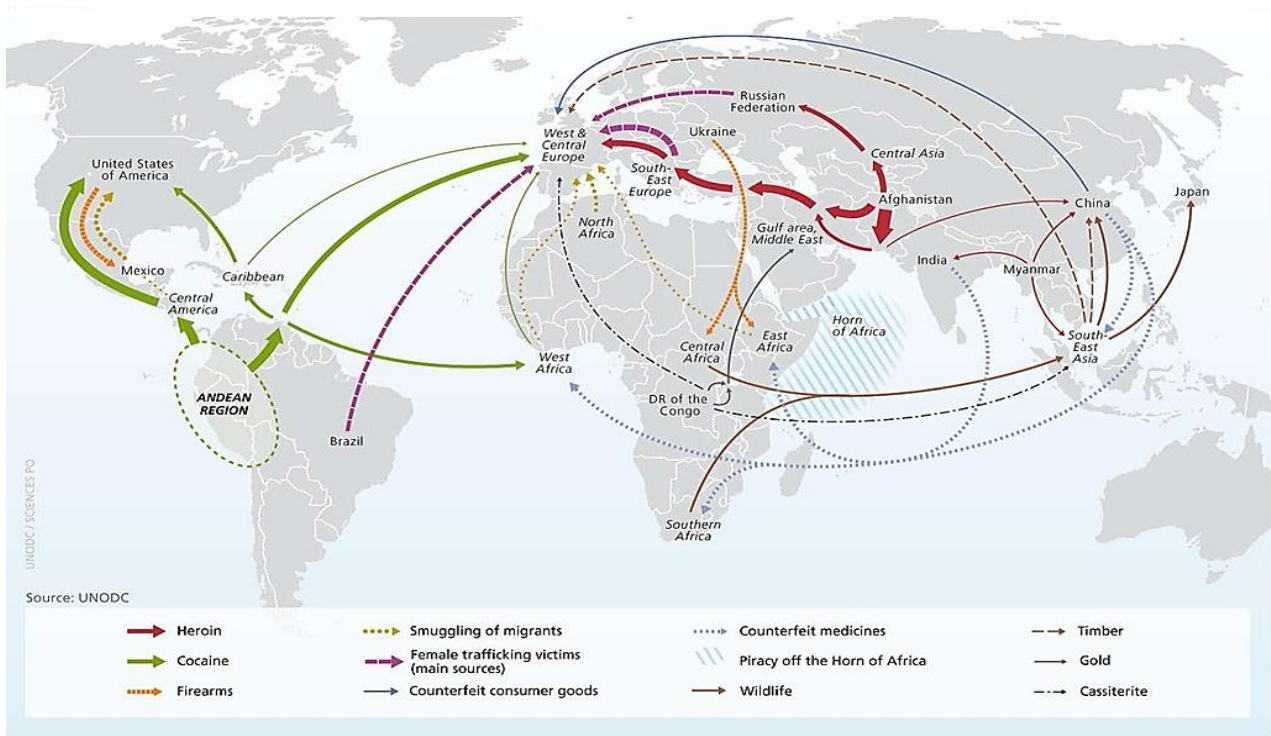 Russian
Federation
Ukraine
West &
Central
Europe
South-
East
Europe
Central Asia
United States
of America
Afghanistan
Japan
China
North
Africa
Gulf area,
Middle East
India
Myanmar
Mexico
Caribbean
Central
America
Horn
of Africa
Central
Africa
East
Africa
South-
East
Asia
West
Africa
ANDEAN
REGION
DR of the
Congo
Brazil
Southern
Africa
UNODC / SCIENCES PO
Source: UNODC
Heroin
Cocaine
Firearms
Smuggling of migrants
Female trafficking victims
(main sources)
Counterfeit consumer goods
Counterfeit medicines
Piracy off the Horn of Africa
Wildlife
Timber
Gold
Cassiterite